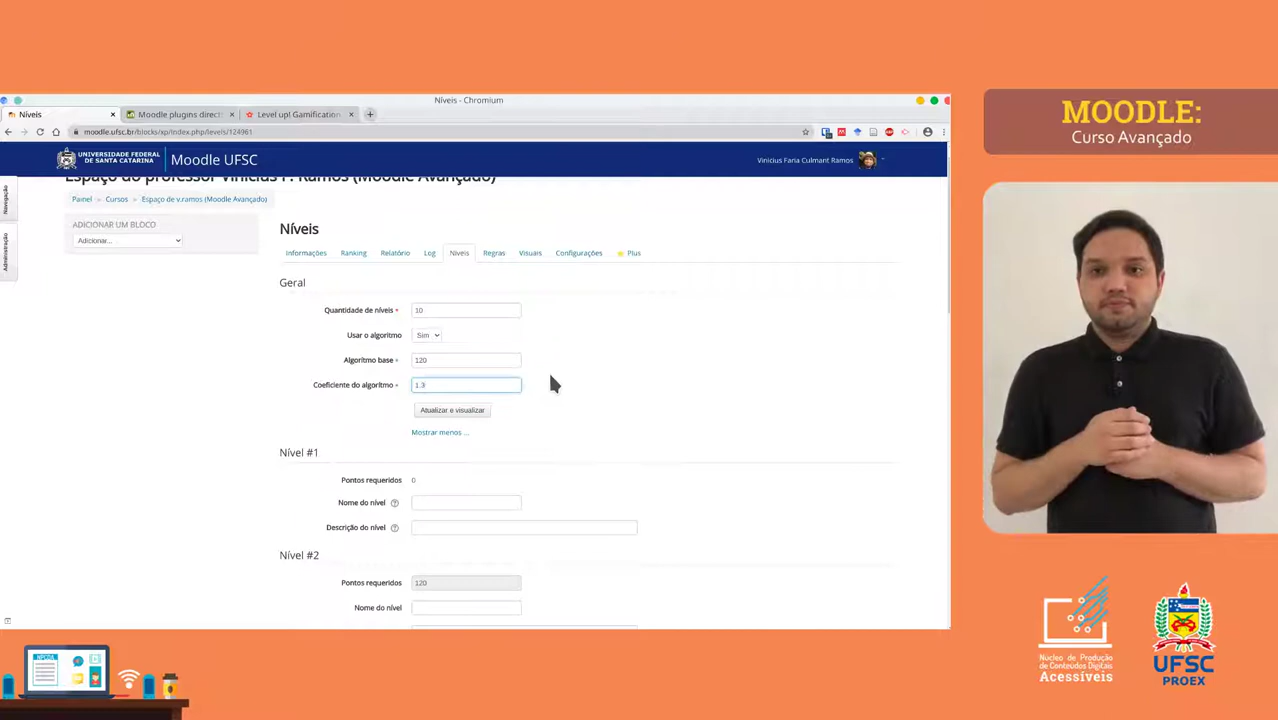 Níveis - Chromium
Níveis
Moodle plugins direct
Level up! Gamification
moodle.ufsc.br/blocks/xp/index.php/levels/124961
UNIVERSIDADE FEDERAL
DE SANTA CATARINA
Moodle UFSC
Vinicius Faria Culmant Ramos
Espaço do professor Vinicius F. Ramos (Moodle Avançado)
Painel
Cursos
Espaço de v.ramos (Moodle Avançado)
Navegação
Administração
ADICIONAR UM BLOCO
Adicionar...
Níveis
Informações Ranking Relatório Log Níveis Regras Visuais Configurações Plus
Geral
Quantidade de níveis * 10
Usar o algoritmo Sim
Algoritmo base * 120
Coeficiente do algoritmo * 1.3
Atualizar e visualizar
Mostrar menos ...
Nível #1
Pontos requeridos 0
Nome do nível
Descrição do nível
Nível #2
Pontos requeridos 120
Nome do nível
MOODLE:
Curso Avançado
Núcleo de Produção
de Conteúdos Digitais
Acessíveis
UFSC
PROEX